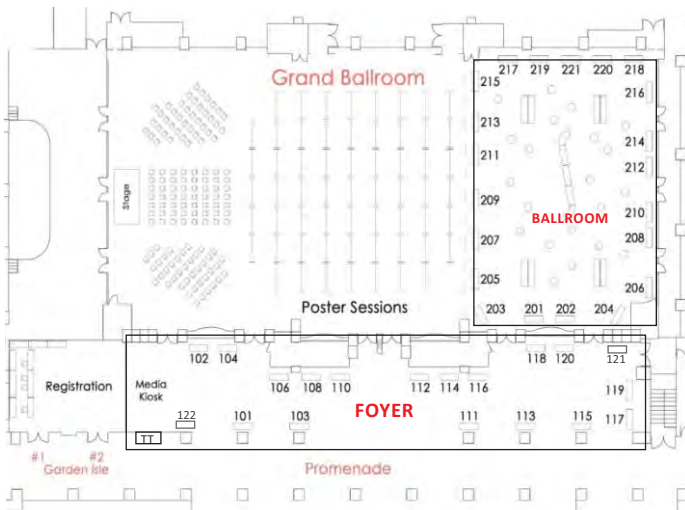 217 219 221 220 218
Grand Ballroom
215
216
213
214
211
212
Stage
209
210
BALLROOM
207
208
205
206
Poster Sessions
203 201 202 204
102 104
118 120
121
Registration
Media
Kiosk
106 108 110
112 114 116
119
FOYER
122
101
103
111
113
115
117
TT
#1
#2
Garden Isle
Promenade